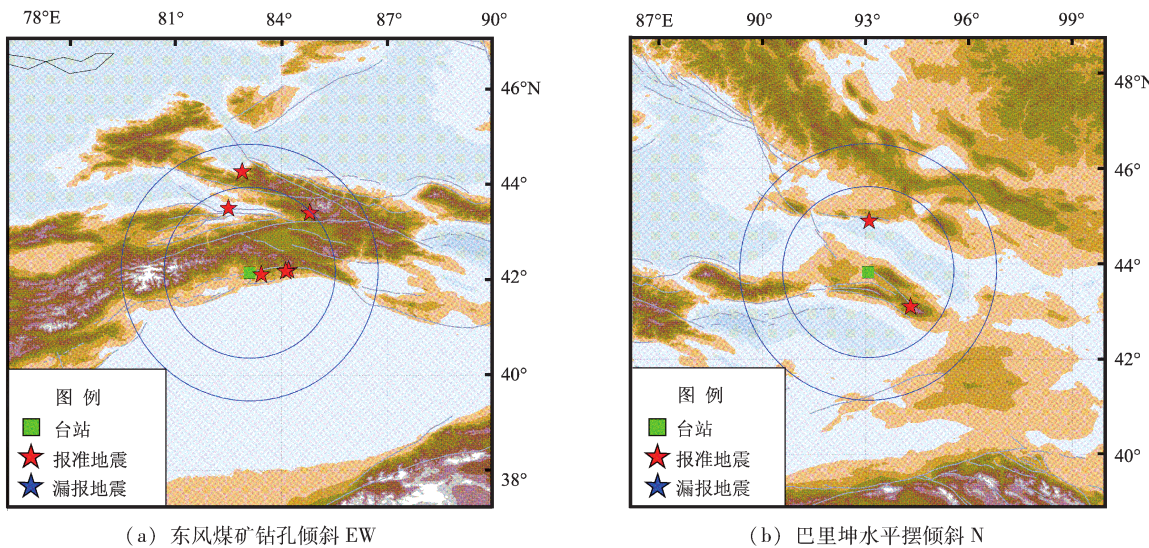 78°E 81° 84° 87° 90°
46°N
44°
42°
40°
38°
图 例
台站
报准地震
漏报地震
(a) 东风煤矿钻孔倾斜 EW
87°E 90° 93° 96° 99°
48°N
46°
44°
42°
40°
图 例
台站
报准地震
漏报地震
(b) 巴里坤水平摆倾斜 N